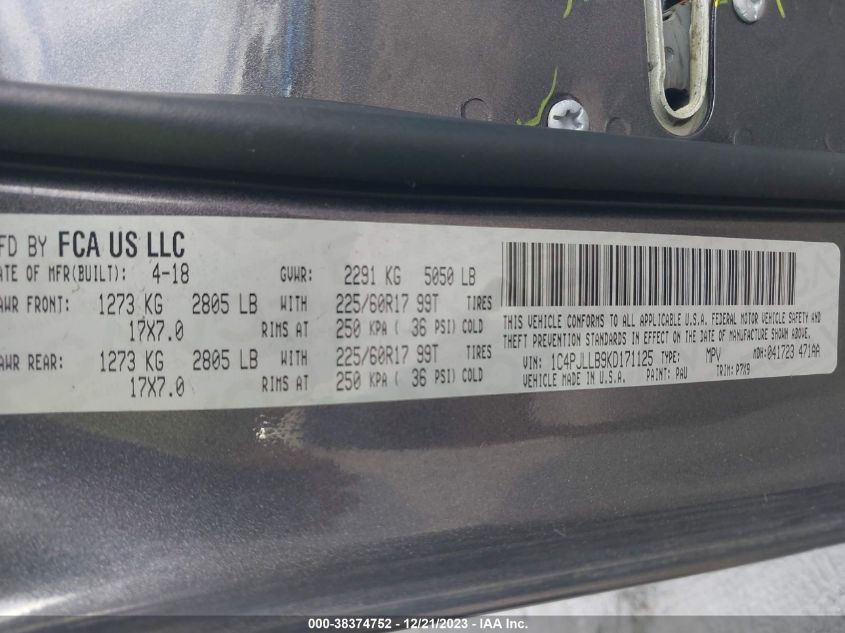 FD BY FCA US LLC
ATE OF MFR(BUILT): 4-18 GVWR: 2291 KG 5050 LB
AWR FRONT: 1273 KG 2805 LB WITH 225/60R17 99T TIRES
17X7.0 RIMS AT 250 KPA ( 36 PSI) COLD
AWR REAR: 1273 KG 2805 LB WITH 225/60R17 99T TIRES
17X7.0 RIMS AT 250 KPA ( 36 PSI) COLD
THIS VEHICLE CONFORMS TO ALL APPLICABLE U.S.A. FEDERAL MOTOR VEHICLE SAFETY AND
THEFT PREVENTION STANDARDS IN EFFECT ON THE DATE OF MANUFACTURE SHOWN ABOVE.
VIN: 1C4PJLLB9KD171125 TYPE: MPV MDH: 041723 471AA
VEHICLE MADE IN U.S.A. PAINT: PAU TRIM: P7X9
000-38374752 - 12/21/2023 - IAA Inc.